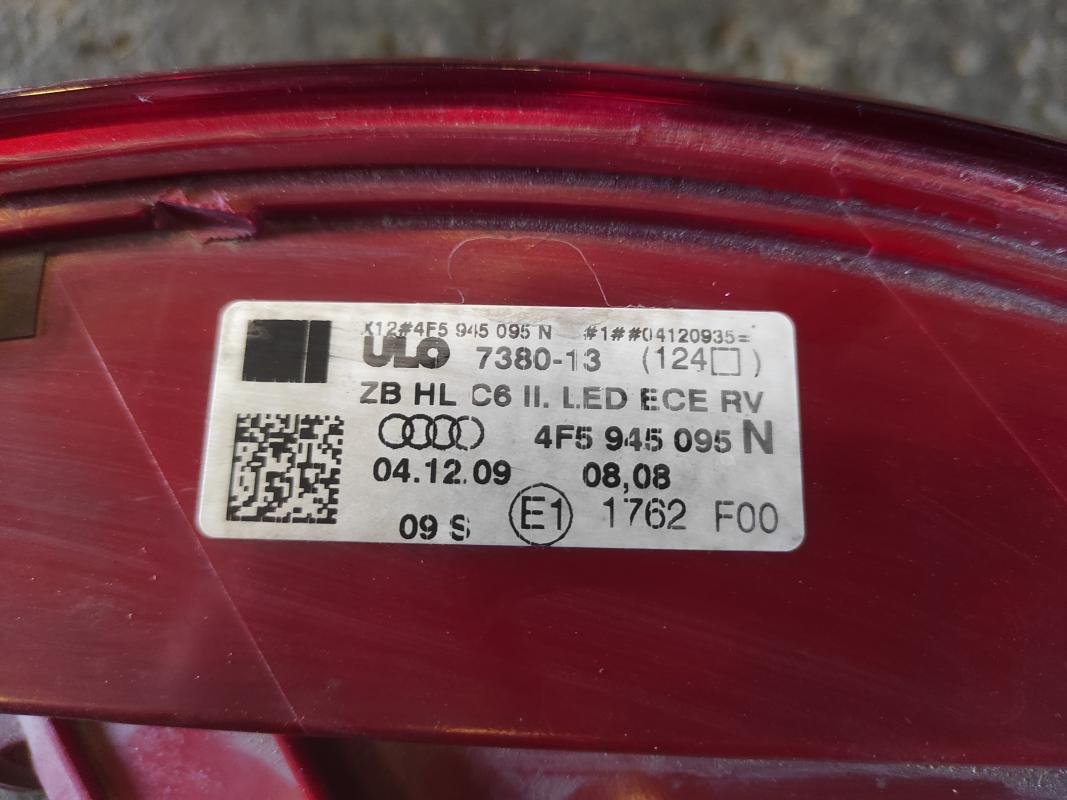 X12#4F5 945 095 N #1##04120935=
ULO 7380-13 (124□)
ZB HL C6 II. LED ECE RV
4F5 945 095 N
04.12.09 08,08
09 S E1 1762 F00